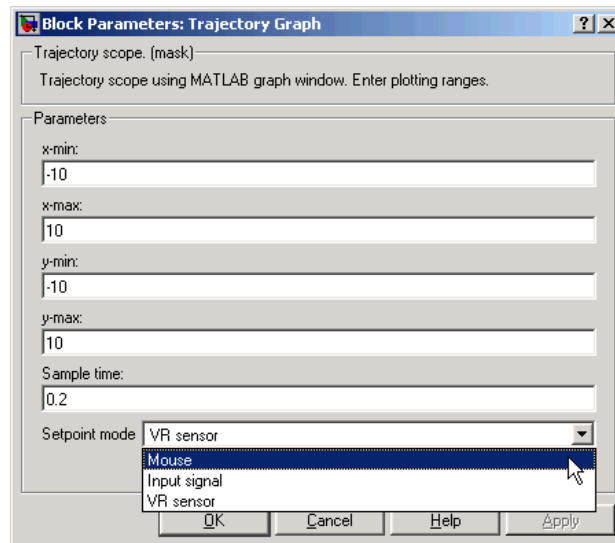 Block Parameters: Trajectory Graph
Trajectory scope. (mask)
Trajectory scope using MATLAB graph window. Enter plotting ranges.
Parameters
x-min:
-10
x-max:
10
y-min:
-10
y-max:
10
Sample time:
0.2
Setpoint mode VR sensor
Mouse
Input signal
VR sensor
OK Cancel Help Apply